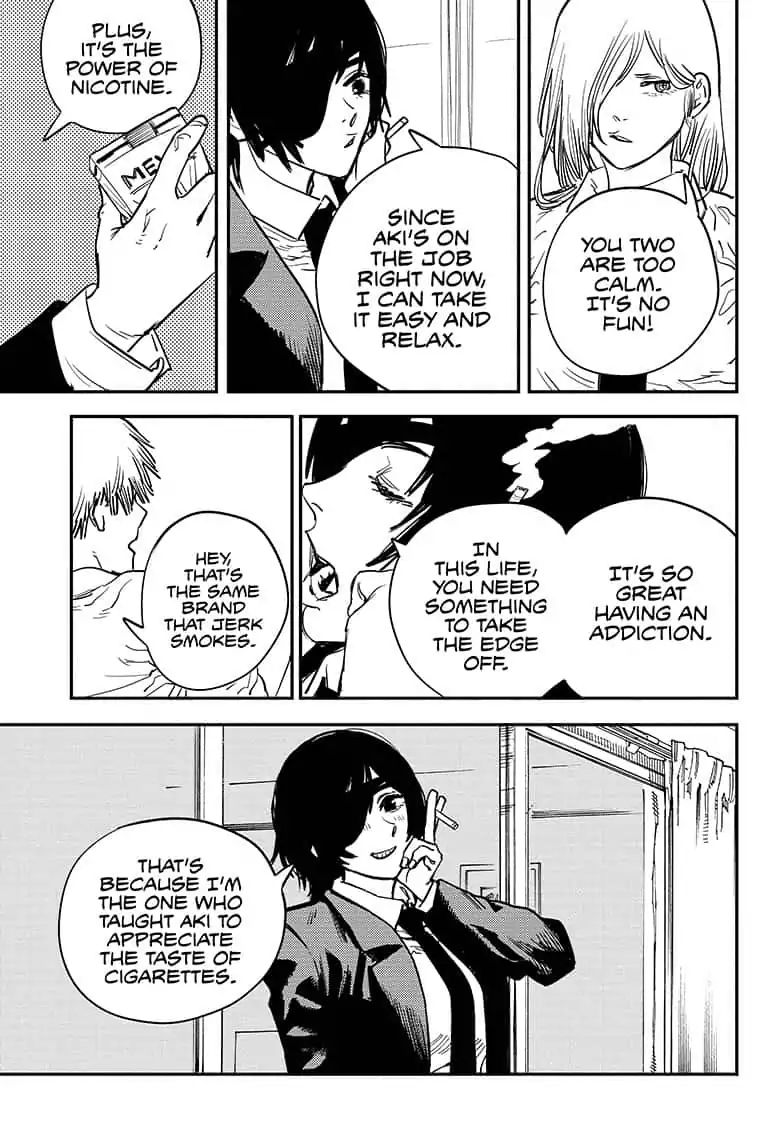 YOU TWO
ARE TOO
CALM.
IT'S NO
FUN!
SINCE
AKI'S ON
THE JOB
RIGHT NOW,
I CAN TAKE
IT EASY AND
RELAX.
PLUS,
IT'S THE
POWER OF
NICOTINE.
MEV
IT'S SO
GREAT
HAVING AN
ADDICTION.
IN
THIS LIFE,
YOU NEED
SOMETHING
TO TAKE
THE EDGE
OFF.
HEY,
THAT'S
THE SAME
BRAND
THAT JERK
SMOKES.
THAT'S
BECAUSE I'M
THE ONE WHO
TAUGHT AKI TO
APPRECIATE
THE TASTE OF
CIGARETTES.